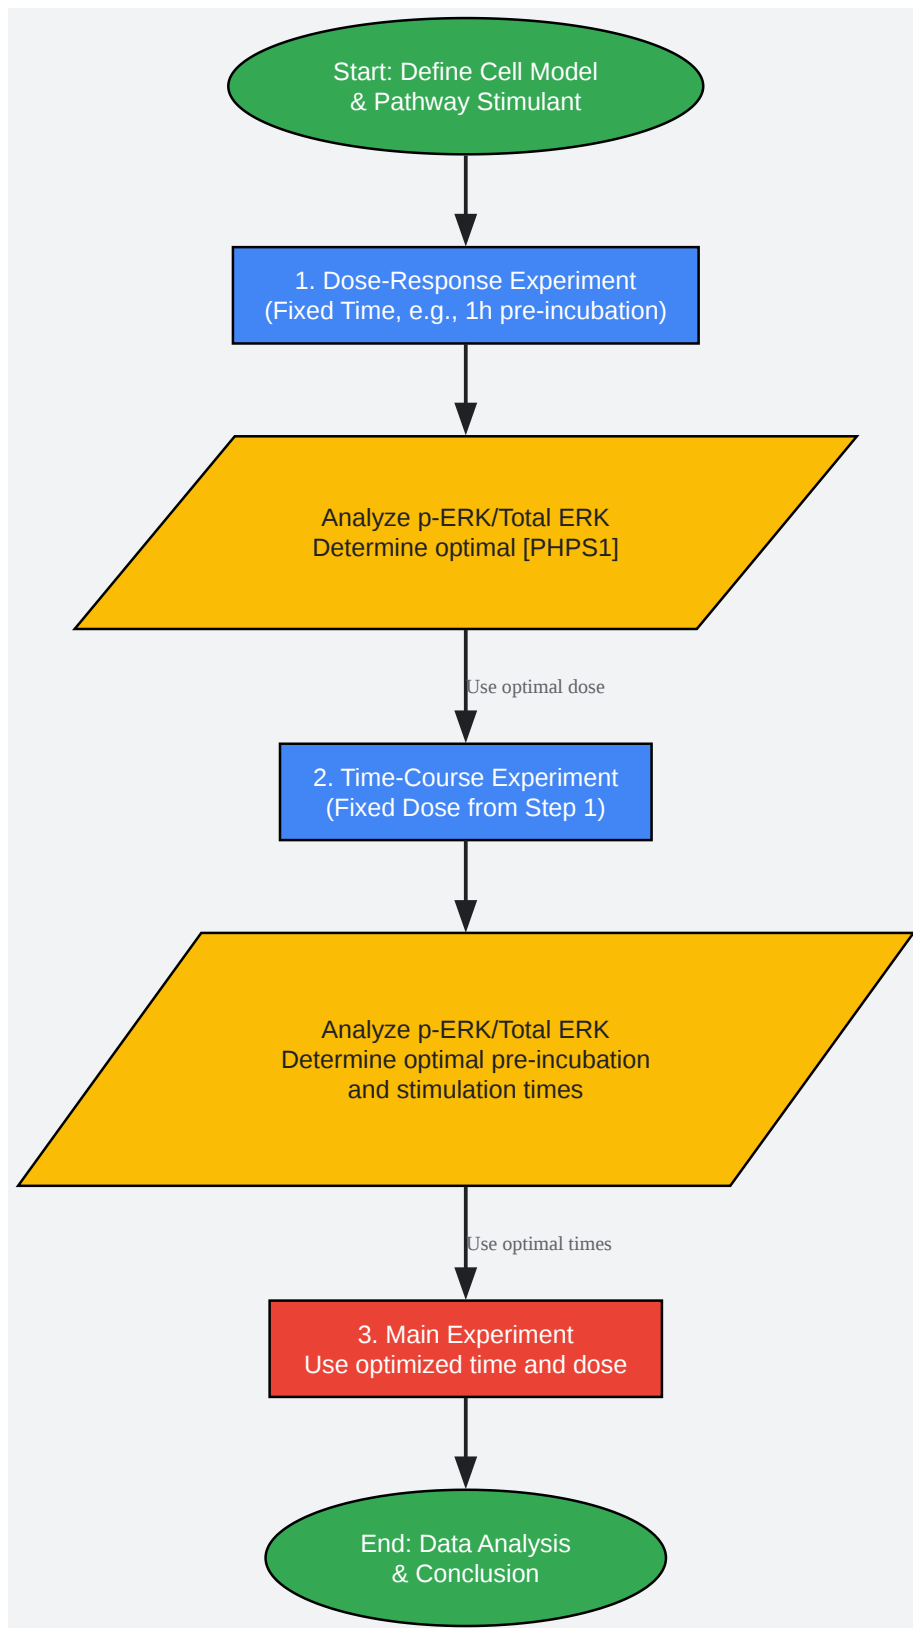 Start: Define Cell Model
& Pathway Stimulant
1. Dose-Response Experiment
(Fixed Time, e.g., 1h pre-incubation)
Analyze p-ERK/Total ERK
Determine optimal [PHPS1]
Use optimal dose
2. Time-Course Experiment
(Fixed Dose from Step 1)
Analyze p-ERK/Total ERK
Determine optimal pre-incubation
and stimulation times
Use optimal times
3. Main Experiment
Use optimized time and dose
End: Data Analysis
& Conclusion